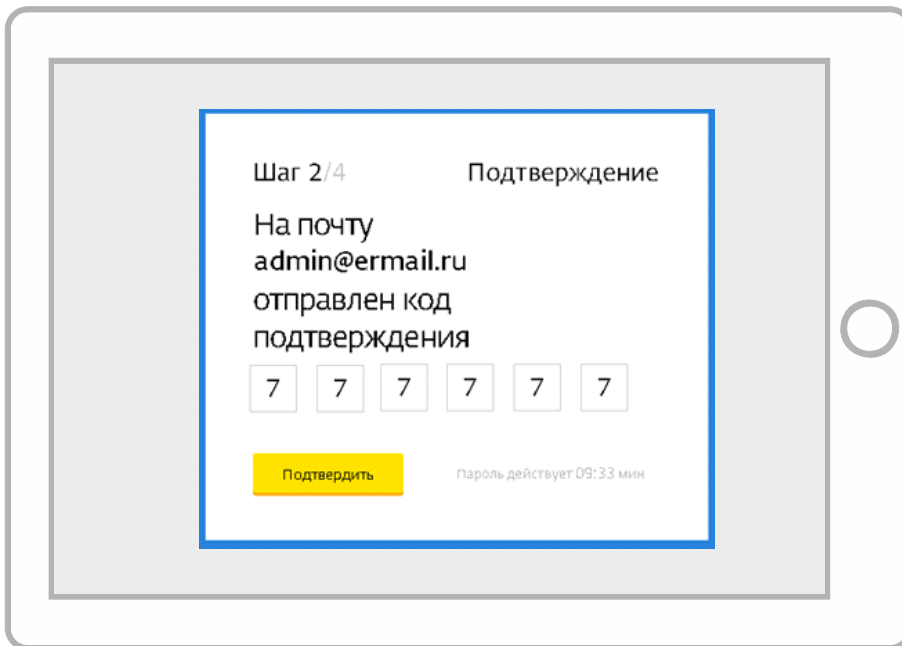 Шаг 2/4
Подтверждение
На почту
admin@ermail.ru
отправлен код
подтверждения
7 7 7 7 7 7
Подтвердить
Пароль действует 09:33 мин